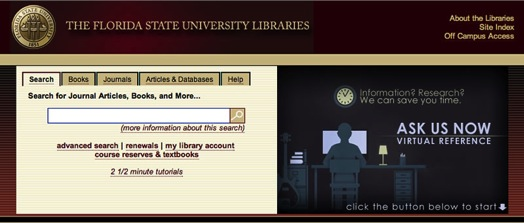 THE FLORIDA STATE UNIVERSITY LIBRARIES
About the Libraries
Site Index
Off Campus Access
Search
Books
Journals
Articles & Databases
Help
Search for Journal Articles, Books, and More...
(more information about this search)
advanced search | renewals | my library account
course reserves & textbooks
2 1/2 minute tutorials
Information? Research?
We can save you time.
ASK US NOW
VIRTUAL REFERENCE
click the button below to start